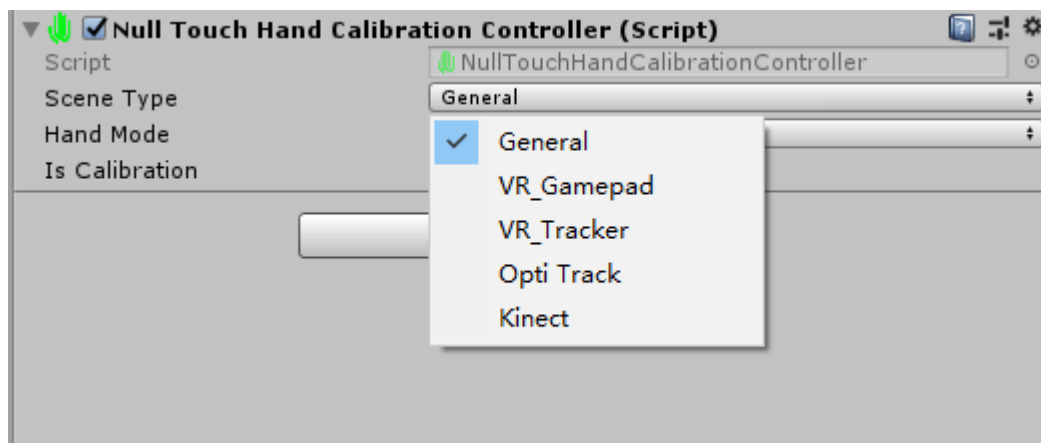 Null Touch Hand Calibration Controller (Script)
Script NullTouchHandCalibrationController
Scene Type General
Hand Mode
Is Calibration
General
VR_Gamepad
VR_Tracker
Opti Track
Kinect